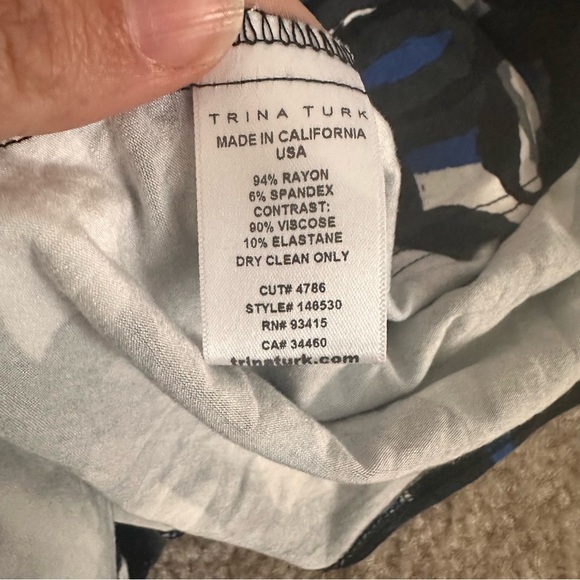 TRINA TURK
MADE IN CALIFORNIA
USA
94% RAYON
6% SPANDEX
CONTRAST:
90% VISCOSE
10% ELASTANE
DRY CLEAN ONLY
CUT# 4786
STYLE# 146530
RN# 93415
CA# 34460
trinaturk.com